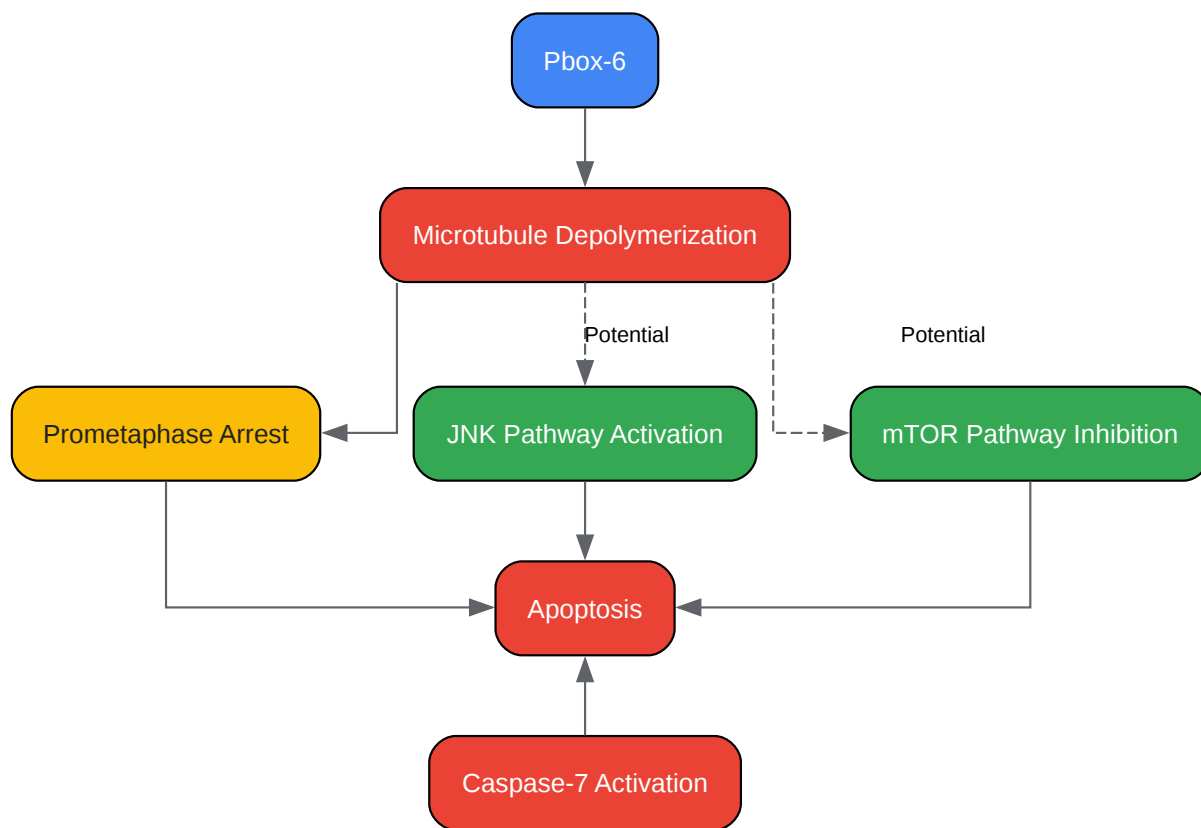 Pbox-6
Microtubule Depolymerization
Potential
Potential
Prometaphase Arrest
JNK Pathway Activation
mTOR Pathway Inhibition
Apoptosis
Caspase-7 Activation